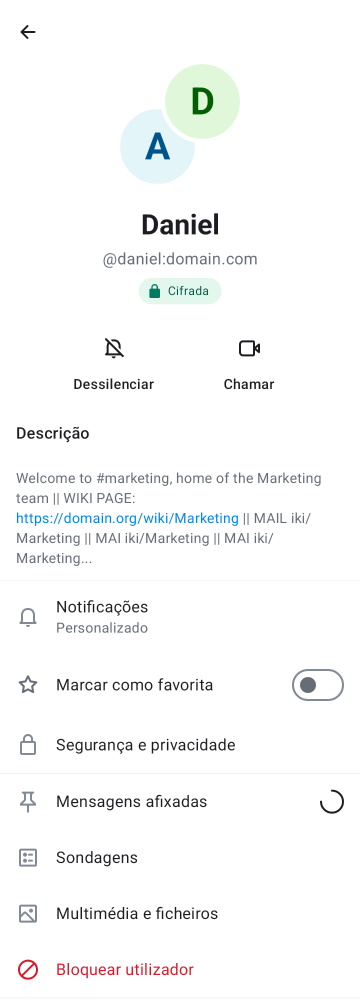 D
A
Daniel
@daniel:domain.com
Cifrada
Dessilenciar
Chamar
Descrição
Welcome to #marketing, home of the Marketing
team || WIKI PAGE:
https://domain.org/wiki/Marketing || MAIL iki/
Marketing || MAI iki/Marketing || MAI iki/
Marketing...
Notificações
Personalizado
Marcar como favorita
Segurança e privacidade
Mensagens afixadas
Sondagens
Multimédia e ficheiros
Bloquear utilizador